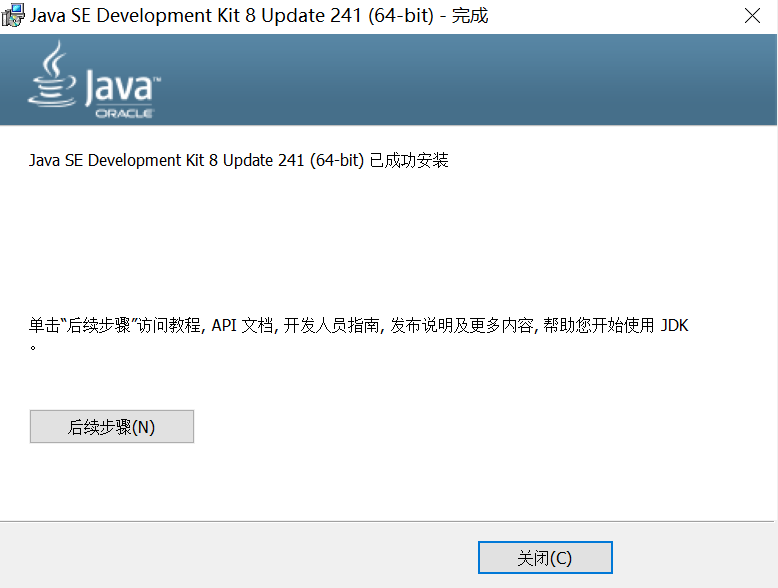 Java SE Development Kit 8 Update 241 (64-bit) - 完成
Java™
ORACLE
Java SE Development Kit 8 Update 241 (64-bit) 已成功安装
单击“后续步骤”访问教程, API 文档, 开发人员指南, 发布说明及更多内容, 帮助您开始使用 JDK
。
后续步骤(N)
关闭(C)